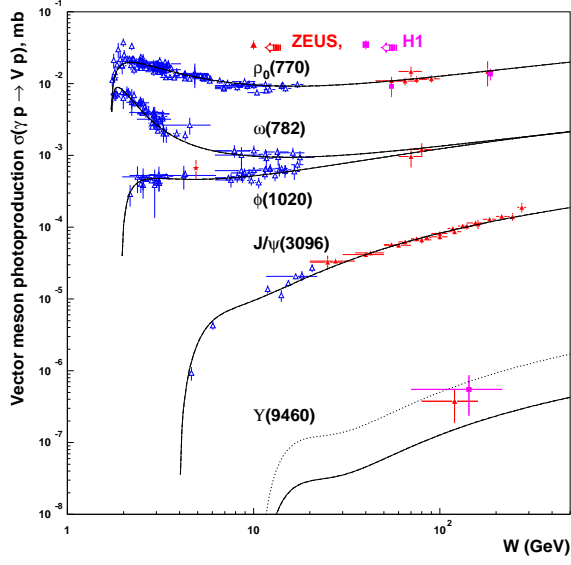 Vector meson photoproduction σ(γ p → V p), mb
ZEUS, H1
10⁻¹
10⁻²
10⁻³
10⁻⁴
10⁻⁵
10⁻⁶
10⁻⁷
10⁻⁸
ρ₀(770)
ω(782)
ϕ(1020)
J/ψ(3096)
Υ(9460)
1 10 10²
W (GeV)